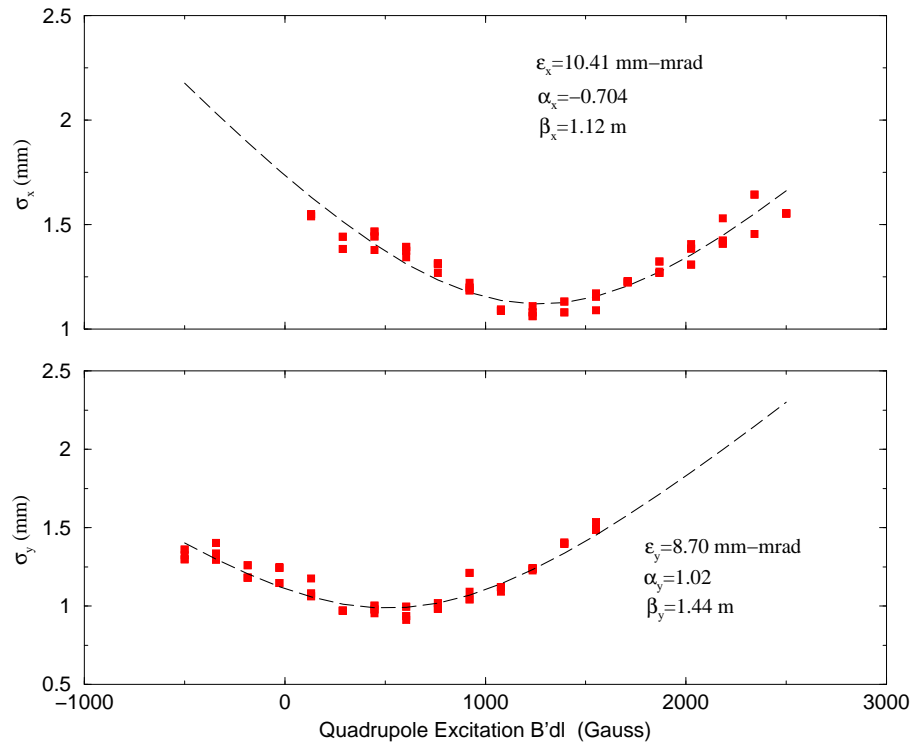 2.5
2
1.5
1
σx (mm)
εx=10.41 mm−mrad
αx=−0.704
βx=1.12 m
2.5
2
1.5
1
0.5
σy (mm)
εy=8.70 mm−mrad
αy=1.02
βy=1.44 m
−1000 0 1000 2000 3000
Quadrupole Excitation B'dl (Gauss)